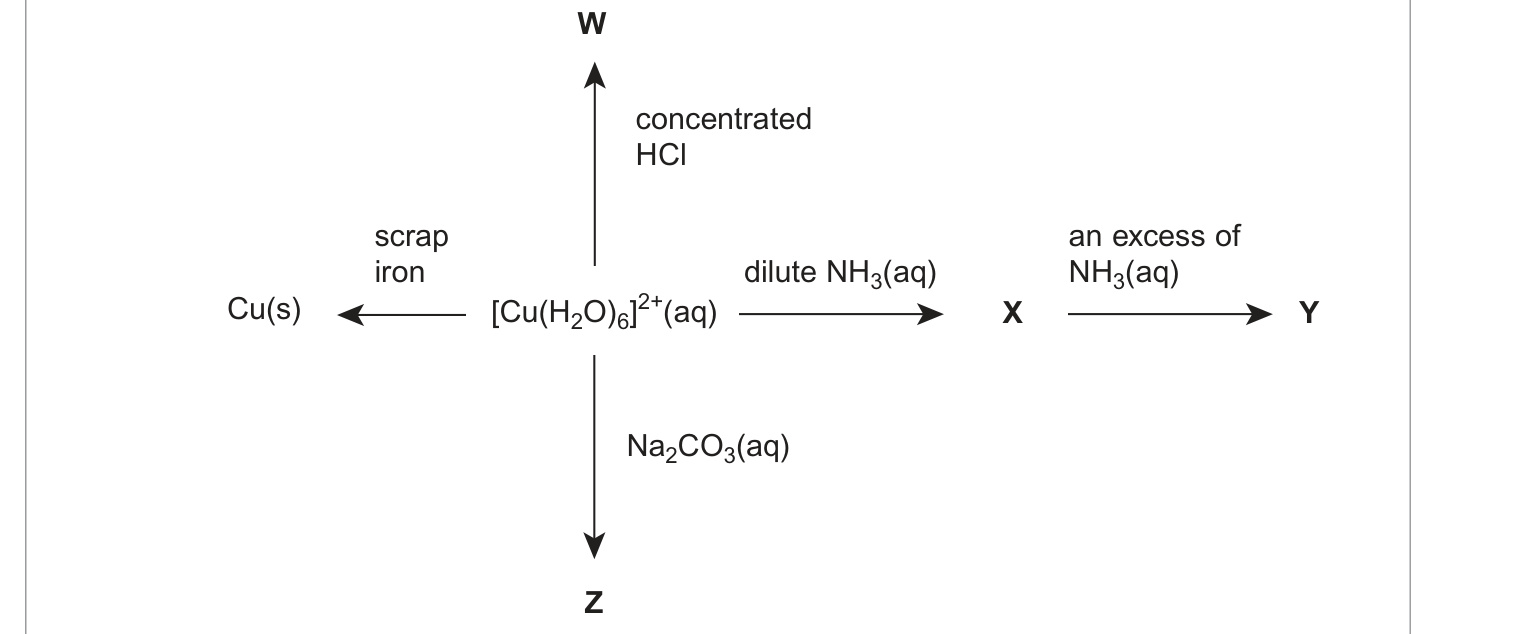 W
concentrated
HCl
scrap
iron
an excess of
NH₃(aq)
dilute NH₃(aq)
Cu(s)
[Cu(H₂O)₆]²⁺(aq)
X
Y
Na₂CO₃(aq)
Z